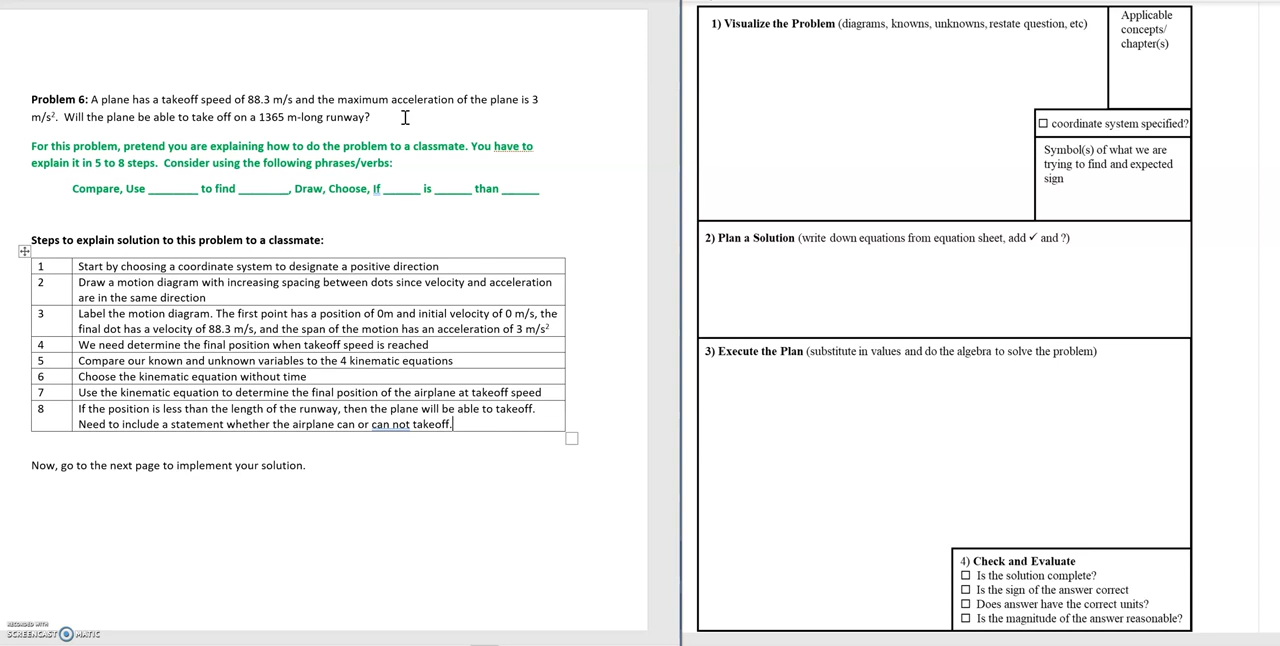 Problem 6: A plane has a takeoff speed of 88.3 m/s and the maximum acceleration of the plane is 3
m/s². Will the plane be able to take off on a 1365 m-long runway?
For this problem, pretend you are explaining how to do the problem to a classmate. You have to
explain it in 5 to 8 steps. Consider using the following phrases/verbs:
Compare, Use ________ to find ________, Draw, Choose, If ______ is ______ than ______
Steps to explain solution to this problem to a classmate:
1 Start by choosing a coordinate system to designate a positive direction
2 Draw a motion diagram with increasing spacing between dots since velocity and acceleration
are in the same direction
3 Label the motion diagram. The first point has a position of 0m and initial velocity of 0 m/s, the
final dot has a velocity of 88.3 m/s, and the span of the motion has an acceleration of 3 m/s²
4 We need determine the final position when takeoff speed is reached
5 Compare our known and unknown variables to the 4 kinematic equations
6 Choose the kinematic equation without time
7 Use the kinematic equation to determine the final position of the airplane at takeoff speed
8 If the position is less than the length of the runway, then the plane will be able to takeoff.
Need to include a statement whether the airplane can or can not takeoff.
Now, go to the next page to implement your solution.
RECORDED WITH
SCREENCAST MATIC
1) Visualize the Problem (diagrams, knowns, unknowns, restate question, etc)
Applicable
concepts/
chapter(s)
☐ coordinate system specified?
Symbol(s) of what we are
trying to find and expected
sign
2) Plan a Solution (write down equations from equation sheet, add ✓ and ?)
3) Execute the Plan (substitute in values and do the algebra to solve the problem)
4) Check and Evaluate
☐ Is the solution complete?
☐ Is the sign of the answer correct
☐ Does answer have the correct units?
☐ Is the magnitude of the answer reasonable?